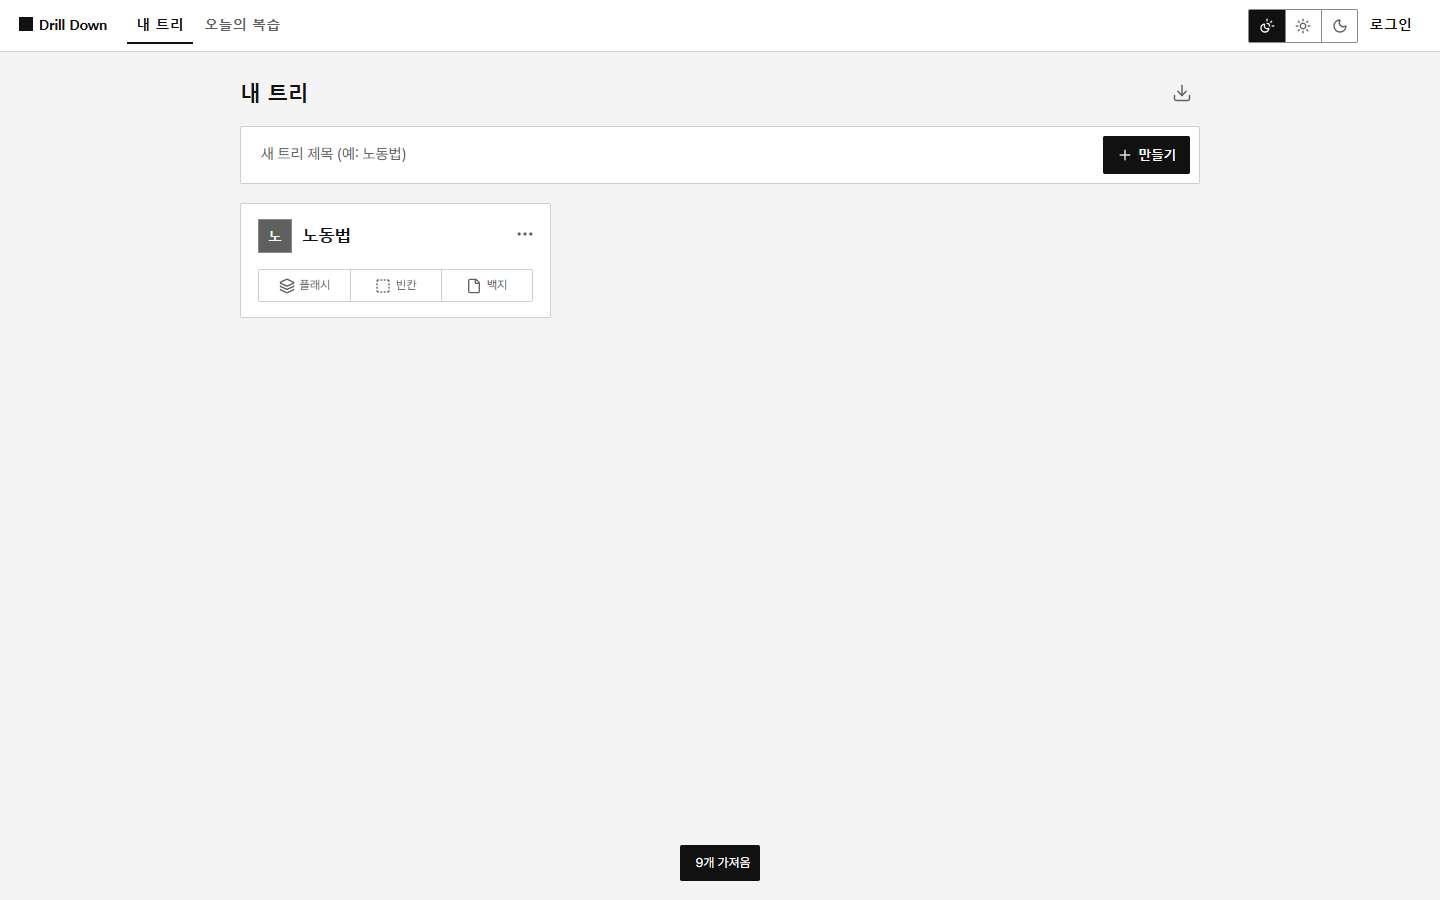 Drill Down 내 트리 오늘의 복습 로그인
내 트리
새 트리 제목 (예: 노동법) 만들기
노 노동법
플래시 빈칸 백지
9개 가져옴